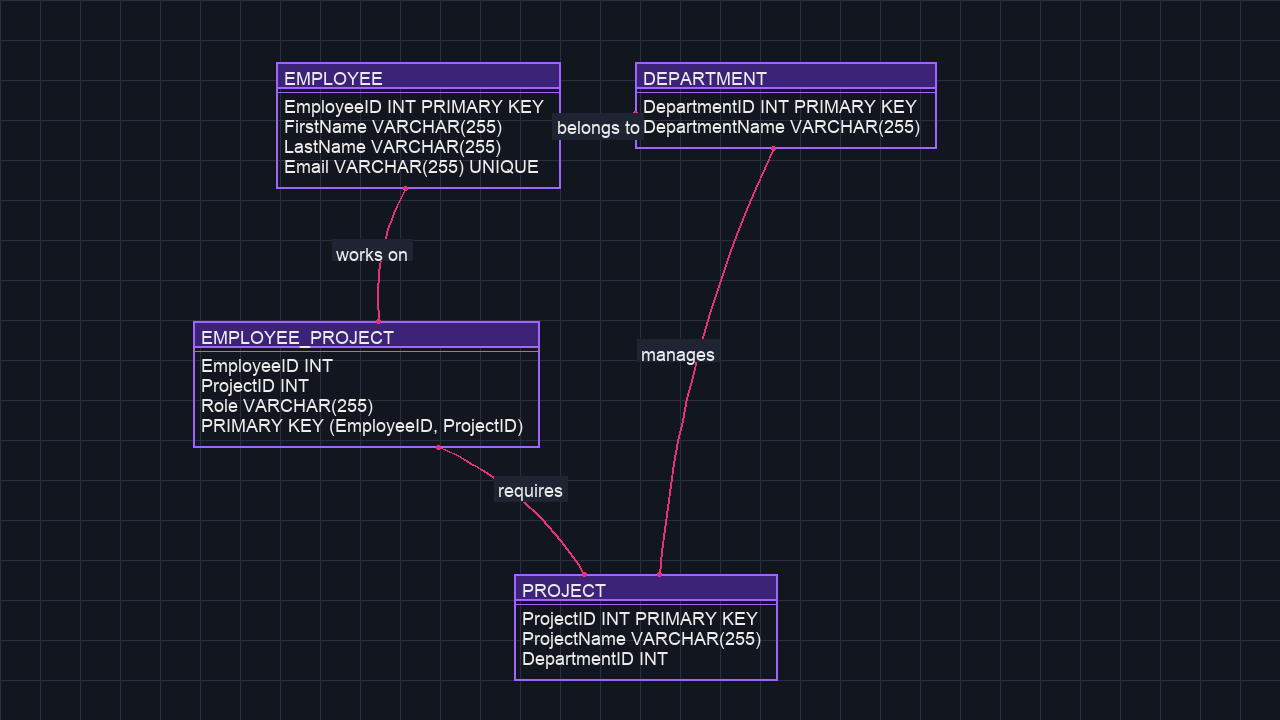 EMPLOYEE
EmployeeID INT PRIMARY KEY
FirstName VARCHAR(255)
LastName VARCHAR(255)
Email VARCHAR(255) UNIQUE
belongs to
DEPARTMENT
DepartmentID INT PRIMARY KEY
DepartmentName VARCHAR(255)
works on
manages
EMPLOYEE_PROJECT
EmployeeID INT
ProjectID INT
Role VARCHAR(255)
PRIMARY KEY (EmployeeID, ProjectID)
requires
PROJECT
ProjectID INT PRIMARY KEY
ProjectName VARCHAR(255)
DepartmentID INT